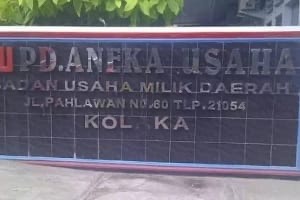 PD.ANEKA USAHA
BADAN USAHA MILIK DAERAH
JL,PAHLAWAN NO.60 TLP.21054
KOLAKA